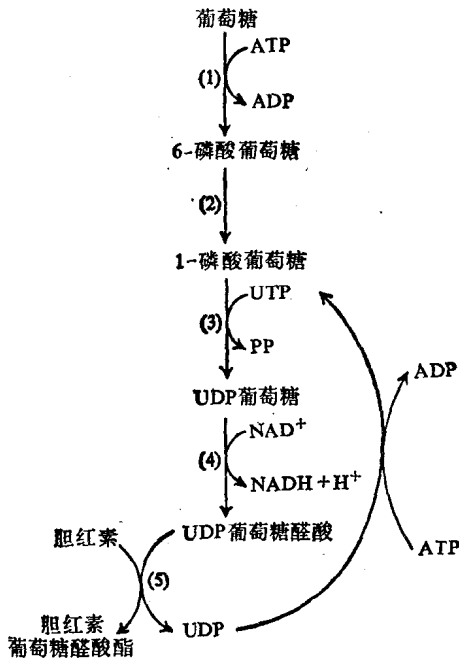 葡萄糖
ATP
(1)
ADP
6-磷酸葡萄糖
(2)
1-磷酸葡萄糖
UTP
(3)
PP
ADP
UDP葡萄糖
NAD+
(4)
NADH+H+
胆红素
UDP葡萄糖醛酸
ATP
(5)
胆红素
葡萄糖醛酸酯
UDP